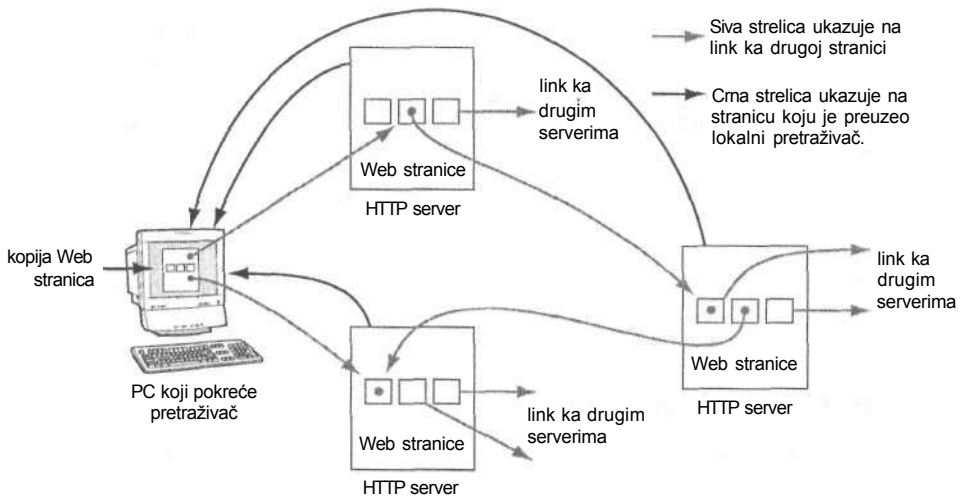 Siva strelica ukazuje na
link ka drugoj stranici
Crna strelica ukazuje na
stranicu koju je preuzeo
lokalni pretraživač.
link ka
drugim
serverima
Web stranice
HTTP server
kopija Web
stranica
PC koji pokreće
pretraživač
link ka
drugim
serverima
Web stranice
HTTP server
link ka drugim
serverima
Web stranice
HTTP server